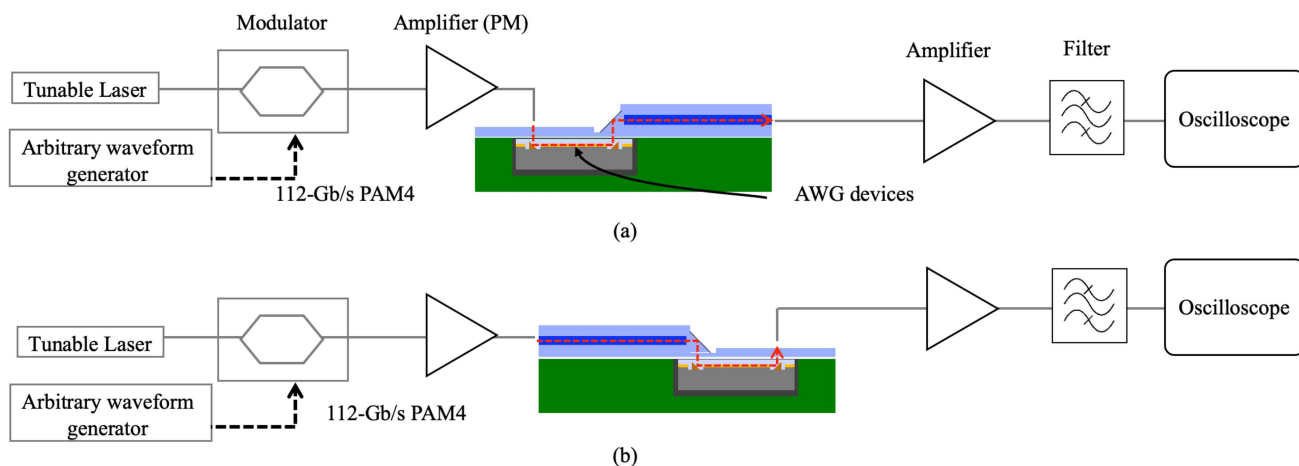 Modulator
Amplifier (PM)
Amplifier
Filter
Tunable Laser
Oscilloscope
Arbitrary waveform
generator
112-Gb/s PAM4
AWG devices
(a)
Tunable Laser
Oscilloscope
Arbitrary waveform
generator
112-Gb/s PAM4
(b)